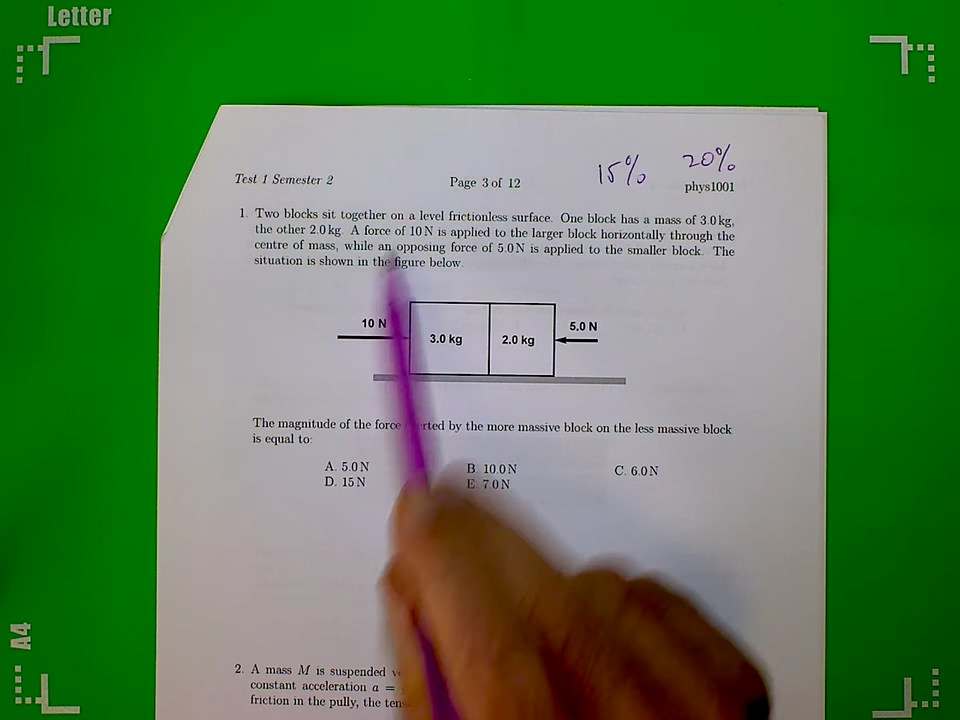 Letter
15% 20%
Test 1 Semester 2 Page 3 of 12 phys1001
1. Two blocks sit together on a level frictionless surface. One block has a mass of 3.0 kg,
the other 2.0 kg. A force of 10 N is applied to the larger block horizontally through the
centre of mass, while an opposing force of 5.0 N is applied to the smaller block. The
situation is shown in the figure below.
10 N 3.0 kg 2.0 kg 5.0 N
The magnitude of the force by the more massive block on the less massive block
is equal to:
A. 5.0 N B. 10.0 N C. 6.0 N
D. 15 N E. 7.0 N
A4
2. A mass M is suspended
constant acceleration a =
friction in the pully, the